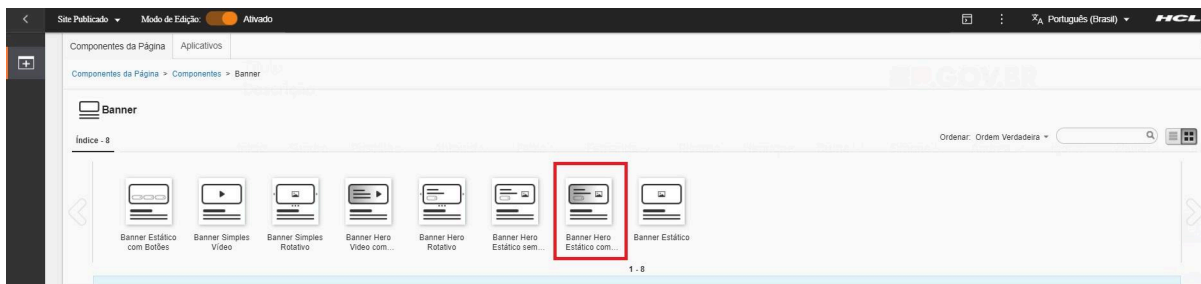 Site Publicado Modo de Edição: Ativado Português (Brasil) HCL
Componentes da Página Aplicativos
Componentes da Página > Componentes > Banner
Banner
Índice - 8
Ordenar: Ordem Verdadeira
Banner Estático com Botões
Banner Simples Vídeo
Banner Simples Rotativo
Banner Hero Video com...
Banner Hero Rotativo
Banner Hero Estático sem...
Banner Hero Estático com...
Banner Estático
1 - 8